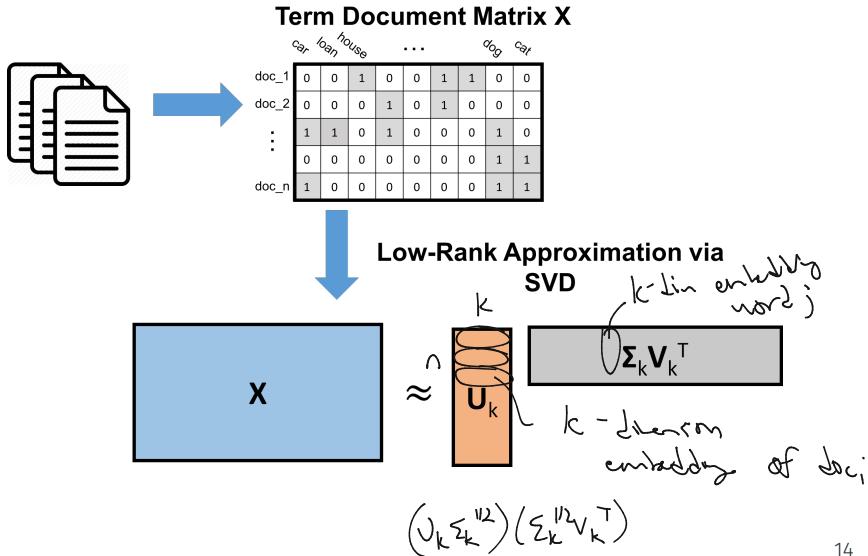 Term Document Matrix X
car loan house ... dog cat
doc_1 0 0 1 0 0 1 1 0 0
doc_2 0 0 0 1 0 1 0 0 0
⋮ 1 1 0 1 0 0 0 1 0
0 0 0 0 0 0 0 1 1
doc_n 1 0 0 0 0 0 0 1 1
Low-Rank Approximation via
SVD
k-dim embedding
word j
k
X ≈ n U_k Σ_kV_k^T
k-dimension
embedding of doc_i
(U_k Σ_k^{1/2})(Σ_k^{1/2} V_k^T)
14